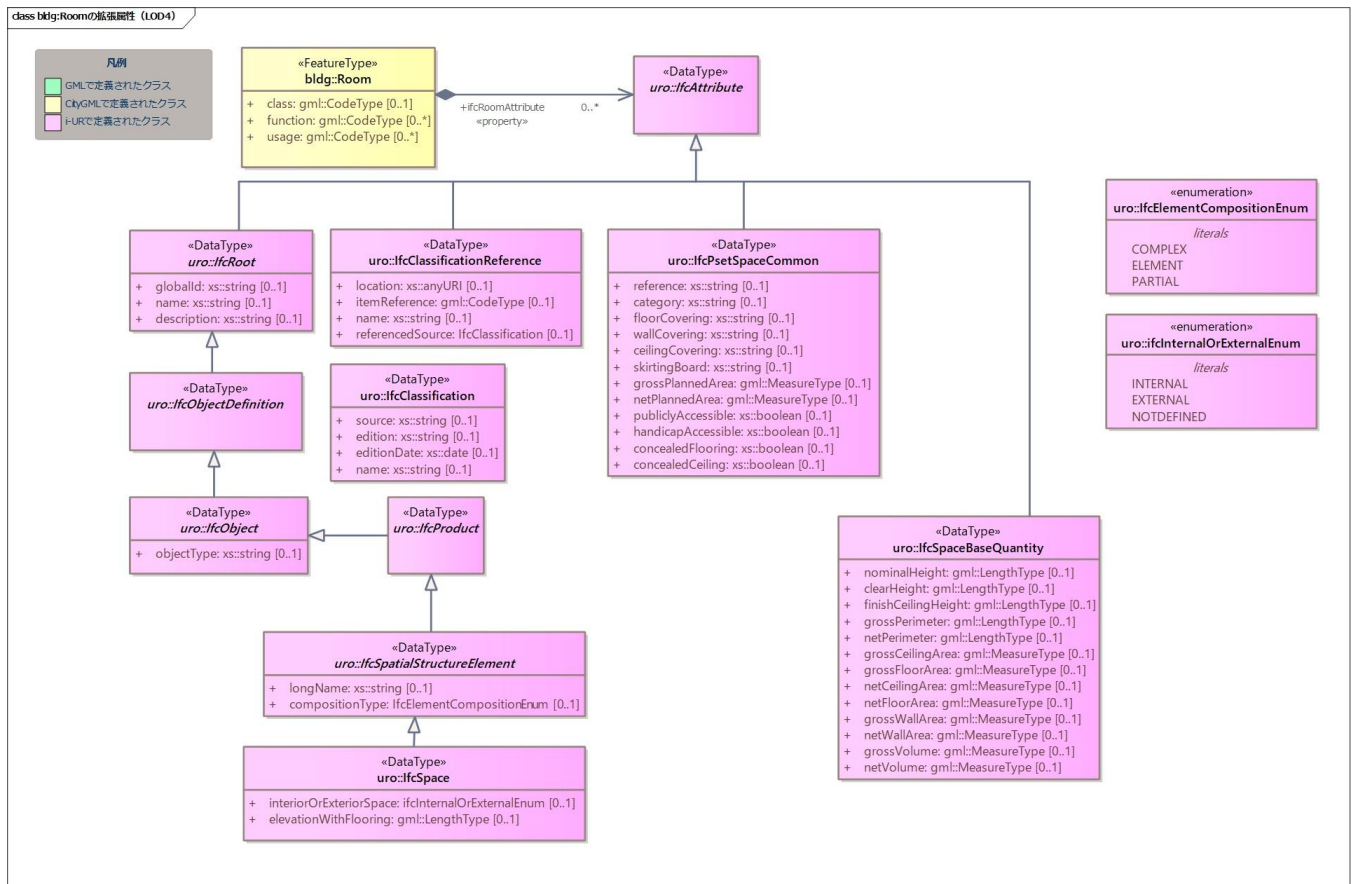 class bldg:Roomの拡張属性（LOD4）
凡例
GMLで定義されたクラス
CityGMLで定義されたクラス
i-URで定義されたクラス
«FeatureType»
bldg::Room
+ class: gml::CodeType [0..1]
+ function: gml::CodeType [0..*]
+ usage: gml::CodeType [0..*]
+ifcRoomAttribute 0..*
«property»
«DataType»
uro::IfcAttribute
«DataType»
uro::IfcRoot
+ globalId: xs::string [0..1]
+ name: xs::string [0..1]
+ description: xs::string [0..1]
«DataType»
uro::IfcClassificationReference
+ location: xs::anyURI [0..1]
+ itemReference: gml::CodeType [0..1]
+ name: xs::string [0..1]
+ referencedSource: IfcClassification [0..1]
«DataType»
uro::IfcPsetSpaceCommon
+ reference: xs::string [0..1]
+ category: xs::string [0..1]
+ floorCovering: xs::string [0..1]
+ wallCovering: xs::string [0..1]
+ ceilingCovering: xs::string [0..1]
+ skirtingBoard: xs::string [0..1]
+ grossPlannedArea: gml::MeasureType [0..1]
+ netPlannedArea: gml::MeasureType [0..1]
+ publiclyAccessible: xs::boolean [0..1]
+ handicapAccessible: xs::boolean [0..1]
+ concealedFlooring: xs::boolean [0..1]
+ concealedCeiling: xs::boolean [0..1]
«enumeration»
uro::IfcElementCompositionEnum
literals
COMPLEX
ELEMENT
PARTIAL
«enumeration»
uro::ifcInternalOrExternalEnum
literals
INTERNAL
EXTERNAL
NOTDEFINED
«DataType»
uro::IfcObjectDefinition
«DataType»
uro::IfcClassification
+ source: xs::string [0..1]
+ edition: xs::string [0..1]
+ editionDate: xs::date [0..1]
+ name: xs::string [0..1]
«DataType»
uro::IfcObject
+ objectType: xs::string [0..1]
«DataType»
uro::IfcProduct
«DataType»
uro::IfcSpaceBaseQuantity
+ nominalHeight: gml::LengthType [0..1]
+ clearHeight: gml::LengthType [0..1]
+ finishCeilingHeight: gml::LengthType [0..1]
+ grossPerimeter: gml::LengthType [0..1]
+ netPerimeter: gml::LengthType [0..1]
+ grossCeilingArea: gml::MeasureType [0..1]
+ grossFloorArea: gml::MeasureType [0..1]
+ netCeilingArea: gml::MeasureType [0..1]
+ netFloorArea: gml::MeasureType [0..1]
+ grossWallArea: gml::MeasureType [0..1]
+ netWallArea: gml::MeasureType [0..1]
+ grossVolume: gml::MeasureType [0..1]
+ netVolume: gml::MeasureType [0..1]
«DataType»
uro::IfcSpatialStructureElement
+ longName: xs::string [0..1]
+ compositionType: IfcElementCompositionEnum [0..1]
«DataType»
uro::IfcSpace
+ interiorOrExteriorSpace: ifcInternalOrExternalEnum [0..1]
+ elevationWithFlooring: gml::LengthType [0..1]